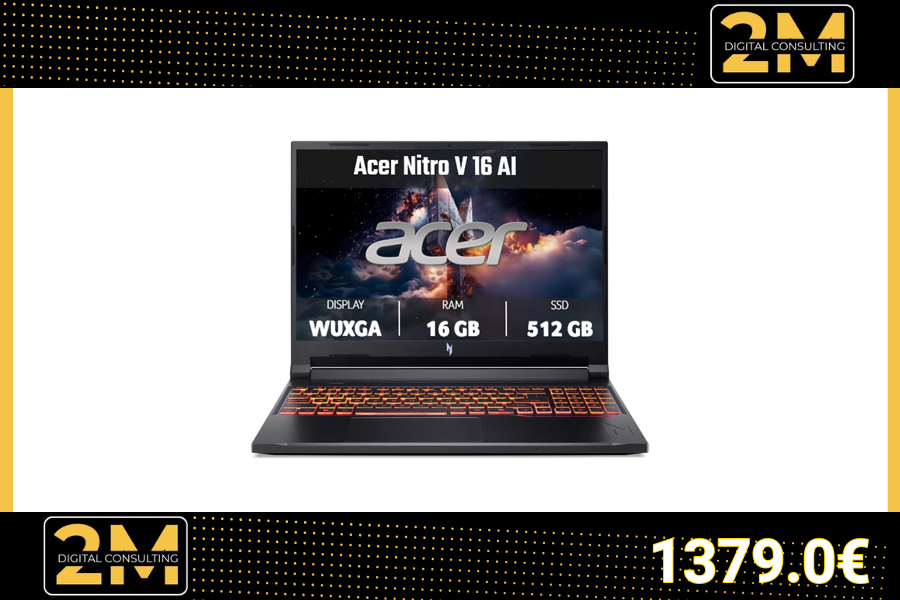 2M
DIGITAL CONSULTING
Acer Nitro V 16 AI
acer
DISPLAY RAM SSD
WUXGA 16 GB 512 GB
2M
DIGITAL CONSULTING
1379.0€